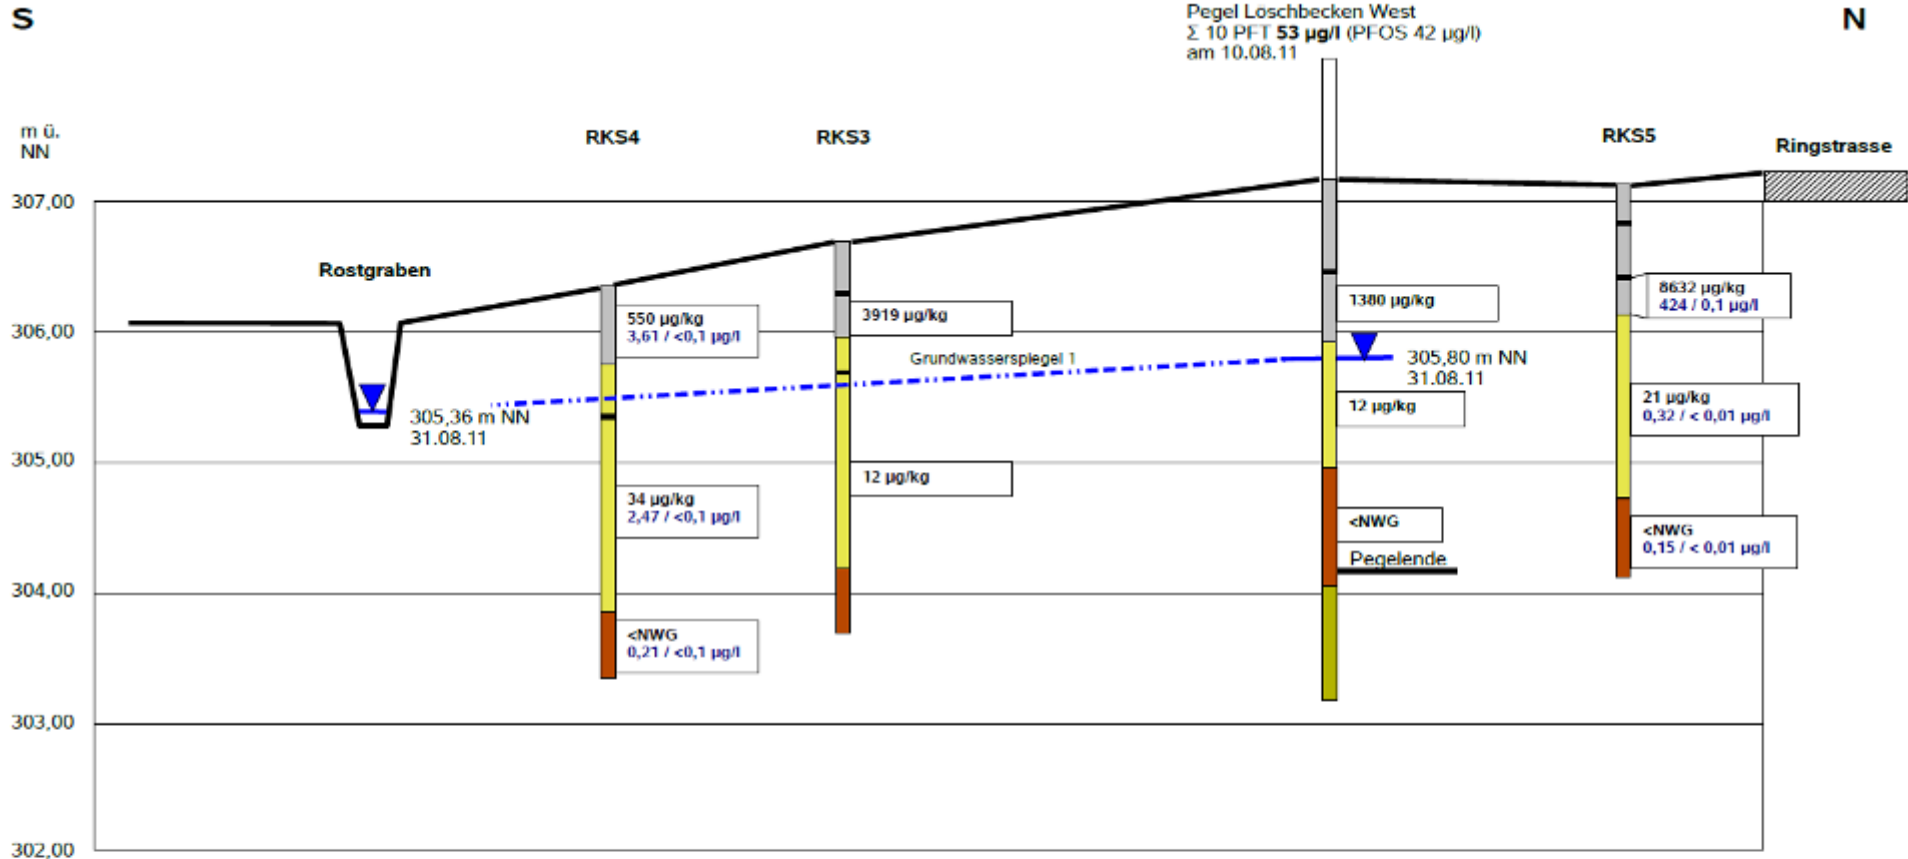 S
Pegel Loschbecken West
Σ 10 PFT 53 µg/l (PFOS 42 µg/l)
am 10.08.11
N
m ü.
NN
RKS4
RKS3
RKS5
Ringstrasse
307,00
Rostgraben
550 µg/kg
3,61 / <0,1 µg/l
3919 µg/kg
1380 µg/kg
8632 µg/kg
424 / 0,1 µg/l
306,00
Grundwasserspiegel 1
305,80 m NN
31.08.11
305,36 m NN
31.08.11
12 µg/kg
21 µg/kg
0,32 / < 0,01 µg/l
305,00
34 µg/kg
2,47 / <0,1 µg/l
12 µg/kg
<NWG
Pegelende
<NWG
0,15 / < 0,01 µg/l
304,00
<NWG
0,21 / <0,1 µg/l
303,00
302,00